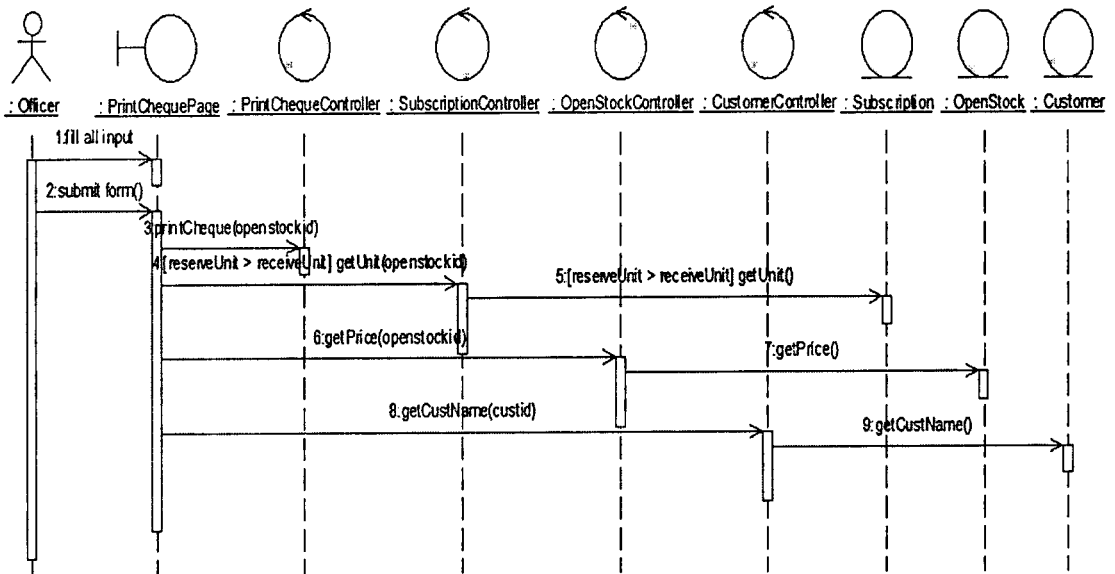 : Officer
: PrintChequePage
: PrintChequeController
: SubscriptionController
: OpenStockController
: CustomerController
: Subscription
: OpenStock
: Customer
1:fill all input
2:submit form()
3:printCheque(openstockid)
4:[reserveUnit > receiveUnit] getUnit(openstockid)
5:[reserveUnit > receiveUnit] getUnit()
6:getPrice(openstockid)
7:getPrice()
8.getCustName(custid)
9:getCustName()